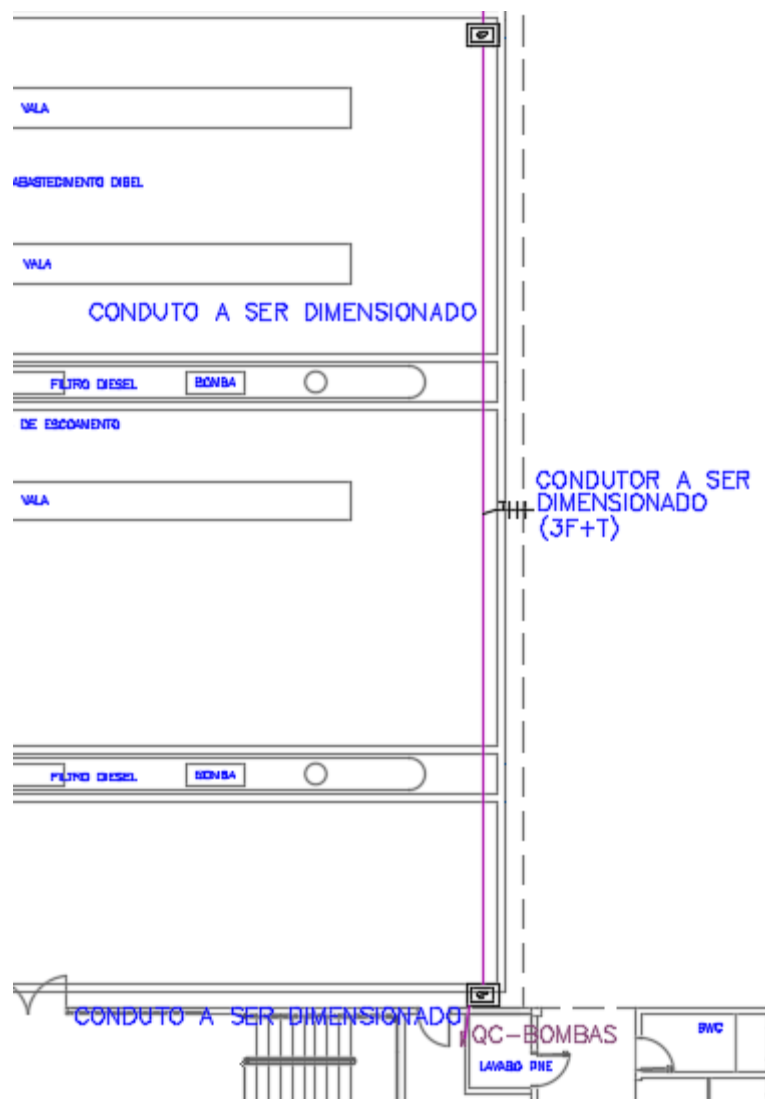 VALA
ABASTECIMENTO DIESEL
VALA
CONDUTO A SER DIMENSIONADO
FILTRO DIESEL
BOMBA
DE ESCOAMENTO
VALA
CONDUTOR A SER
DIMENSIONADO
(3F+T)
FILTRO DIESEL
BOMBA
CONDUTO A SER DIMENSIONADO
QC-BOMBAS
BWC
LAVABO PNE